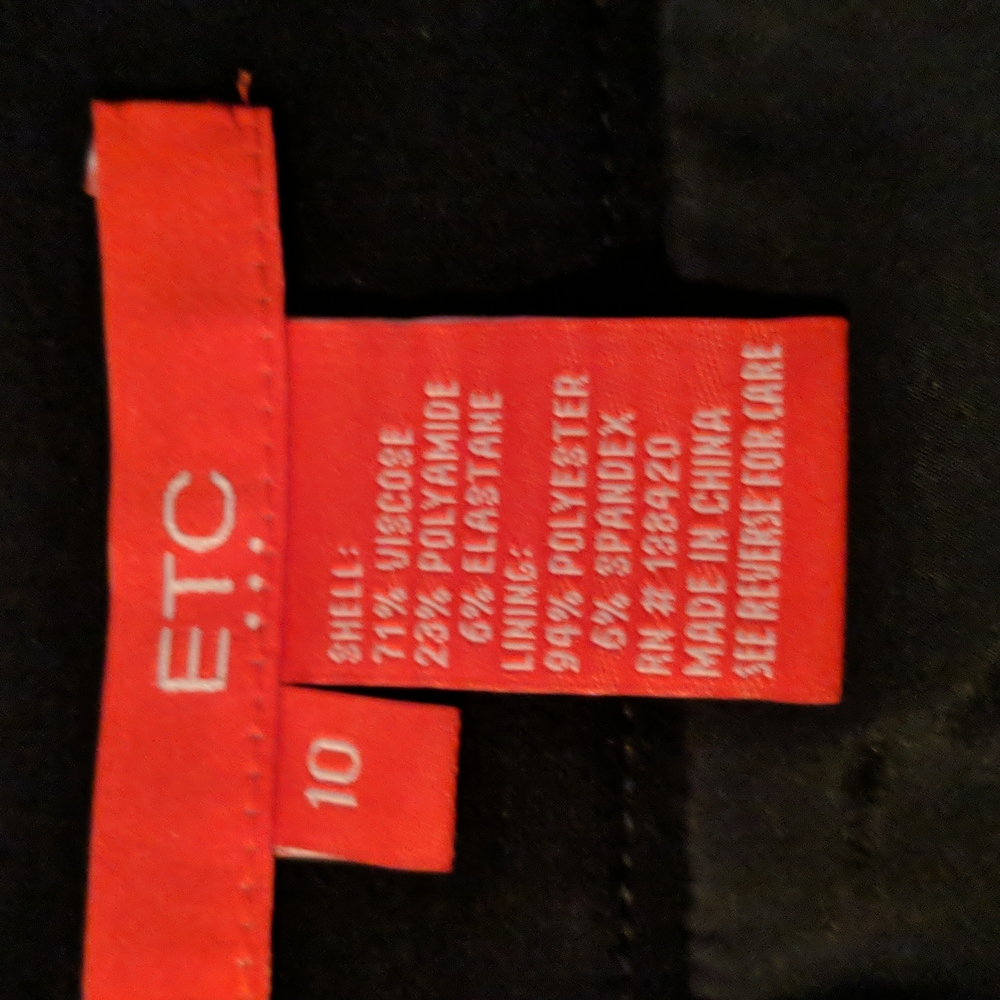 ETC
...
10
SHELL:
71% VISCOSE
23% POLYAMIDE
6% ELASTANE
LINING:
94% POLYESTER
6% SPANDEX
RN # 138420
MADE IN CHINA
SEE REVERSE FOR CARE